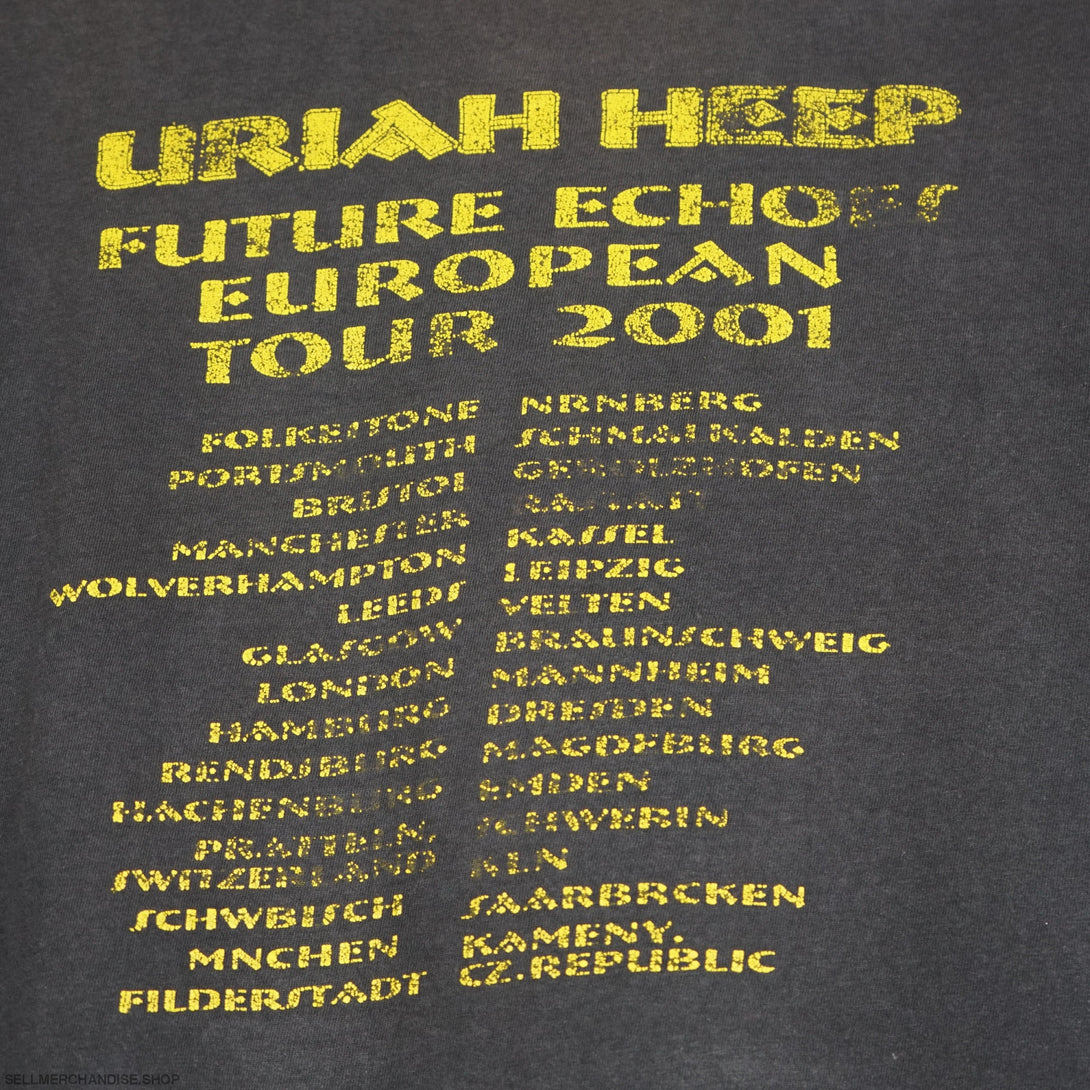 URIAH HEEP
FUTURE ECHOES
EUROPEAN
TOUR 2001
FOLKESTONE
PORTSMOUTH
BRISTOL
MANCHESTER
WOLVERHAMPTON
LEEDS
GLASGOW
LONDON
HAMBURG
RENDSBURG
HACHENBURG
PRATTELN,
SWITZERLAND
SCHWBISCH
MNCHEN
FILDERSTADT
NRNBERG
SCHMALKALDEN
GEROLZHOFEN
KASSEL
LEIPZIG
VELTEN
BRAUNSCHWEIG
MANNHEIM
DRESDEN
MAGDEBURG
EMDEN
SCHWERIN
KLN
SAARBRCKEN
KAMENY,
CZ.REPUBLIC
SELLMERCHANDISE.SHOP